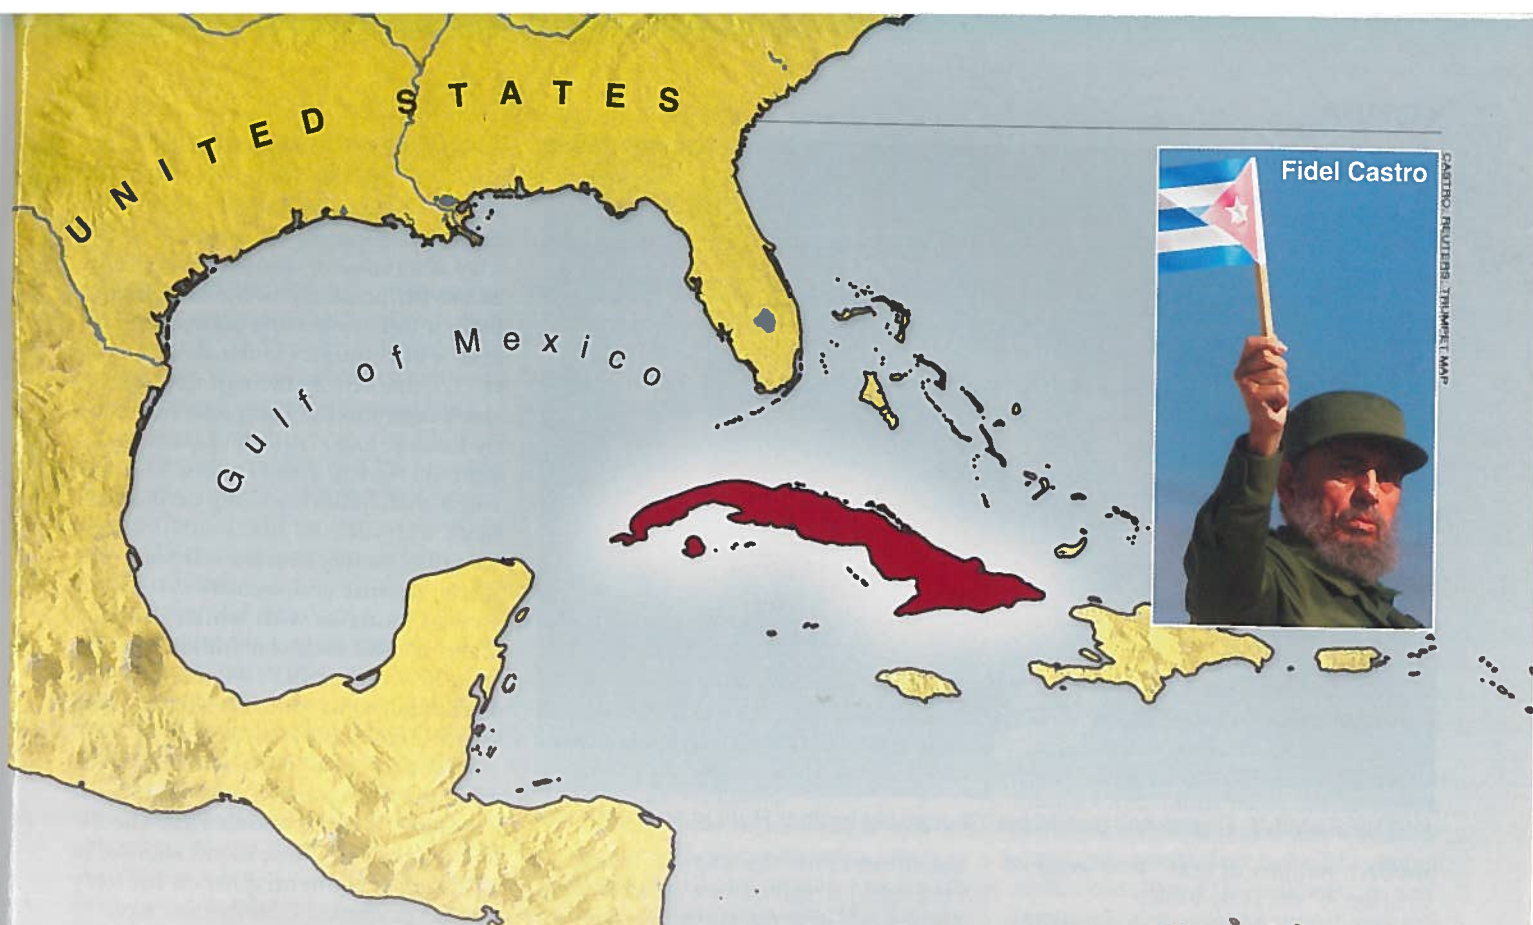 UNITED STATES
Gulf of Mexico
Fidel Castro
CASTRO, REUTERS; TRUMPET MAP